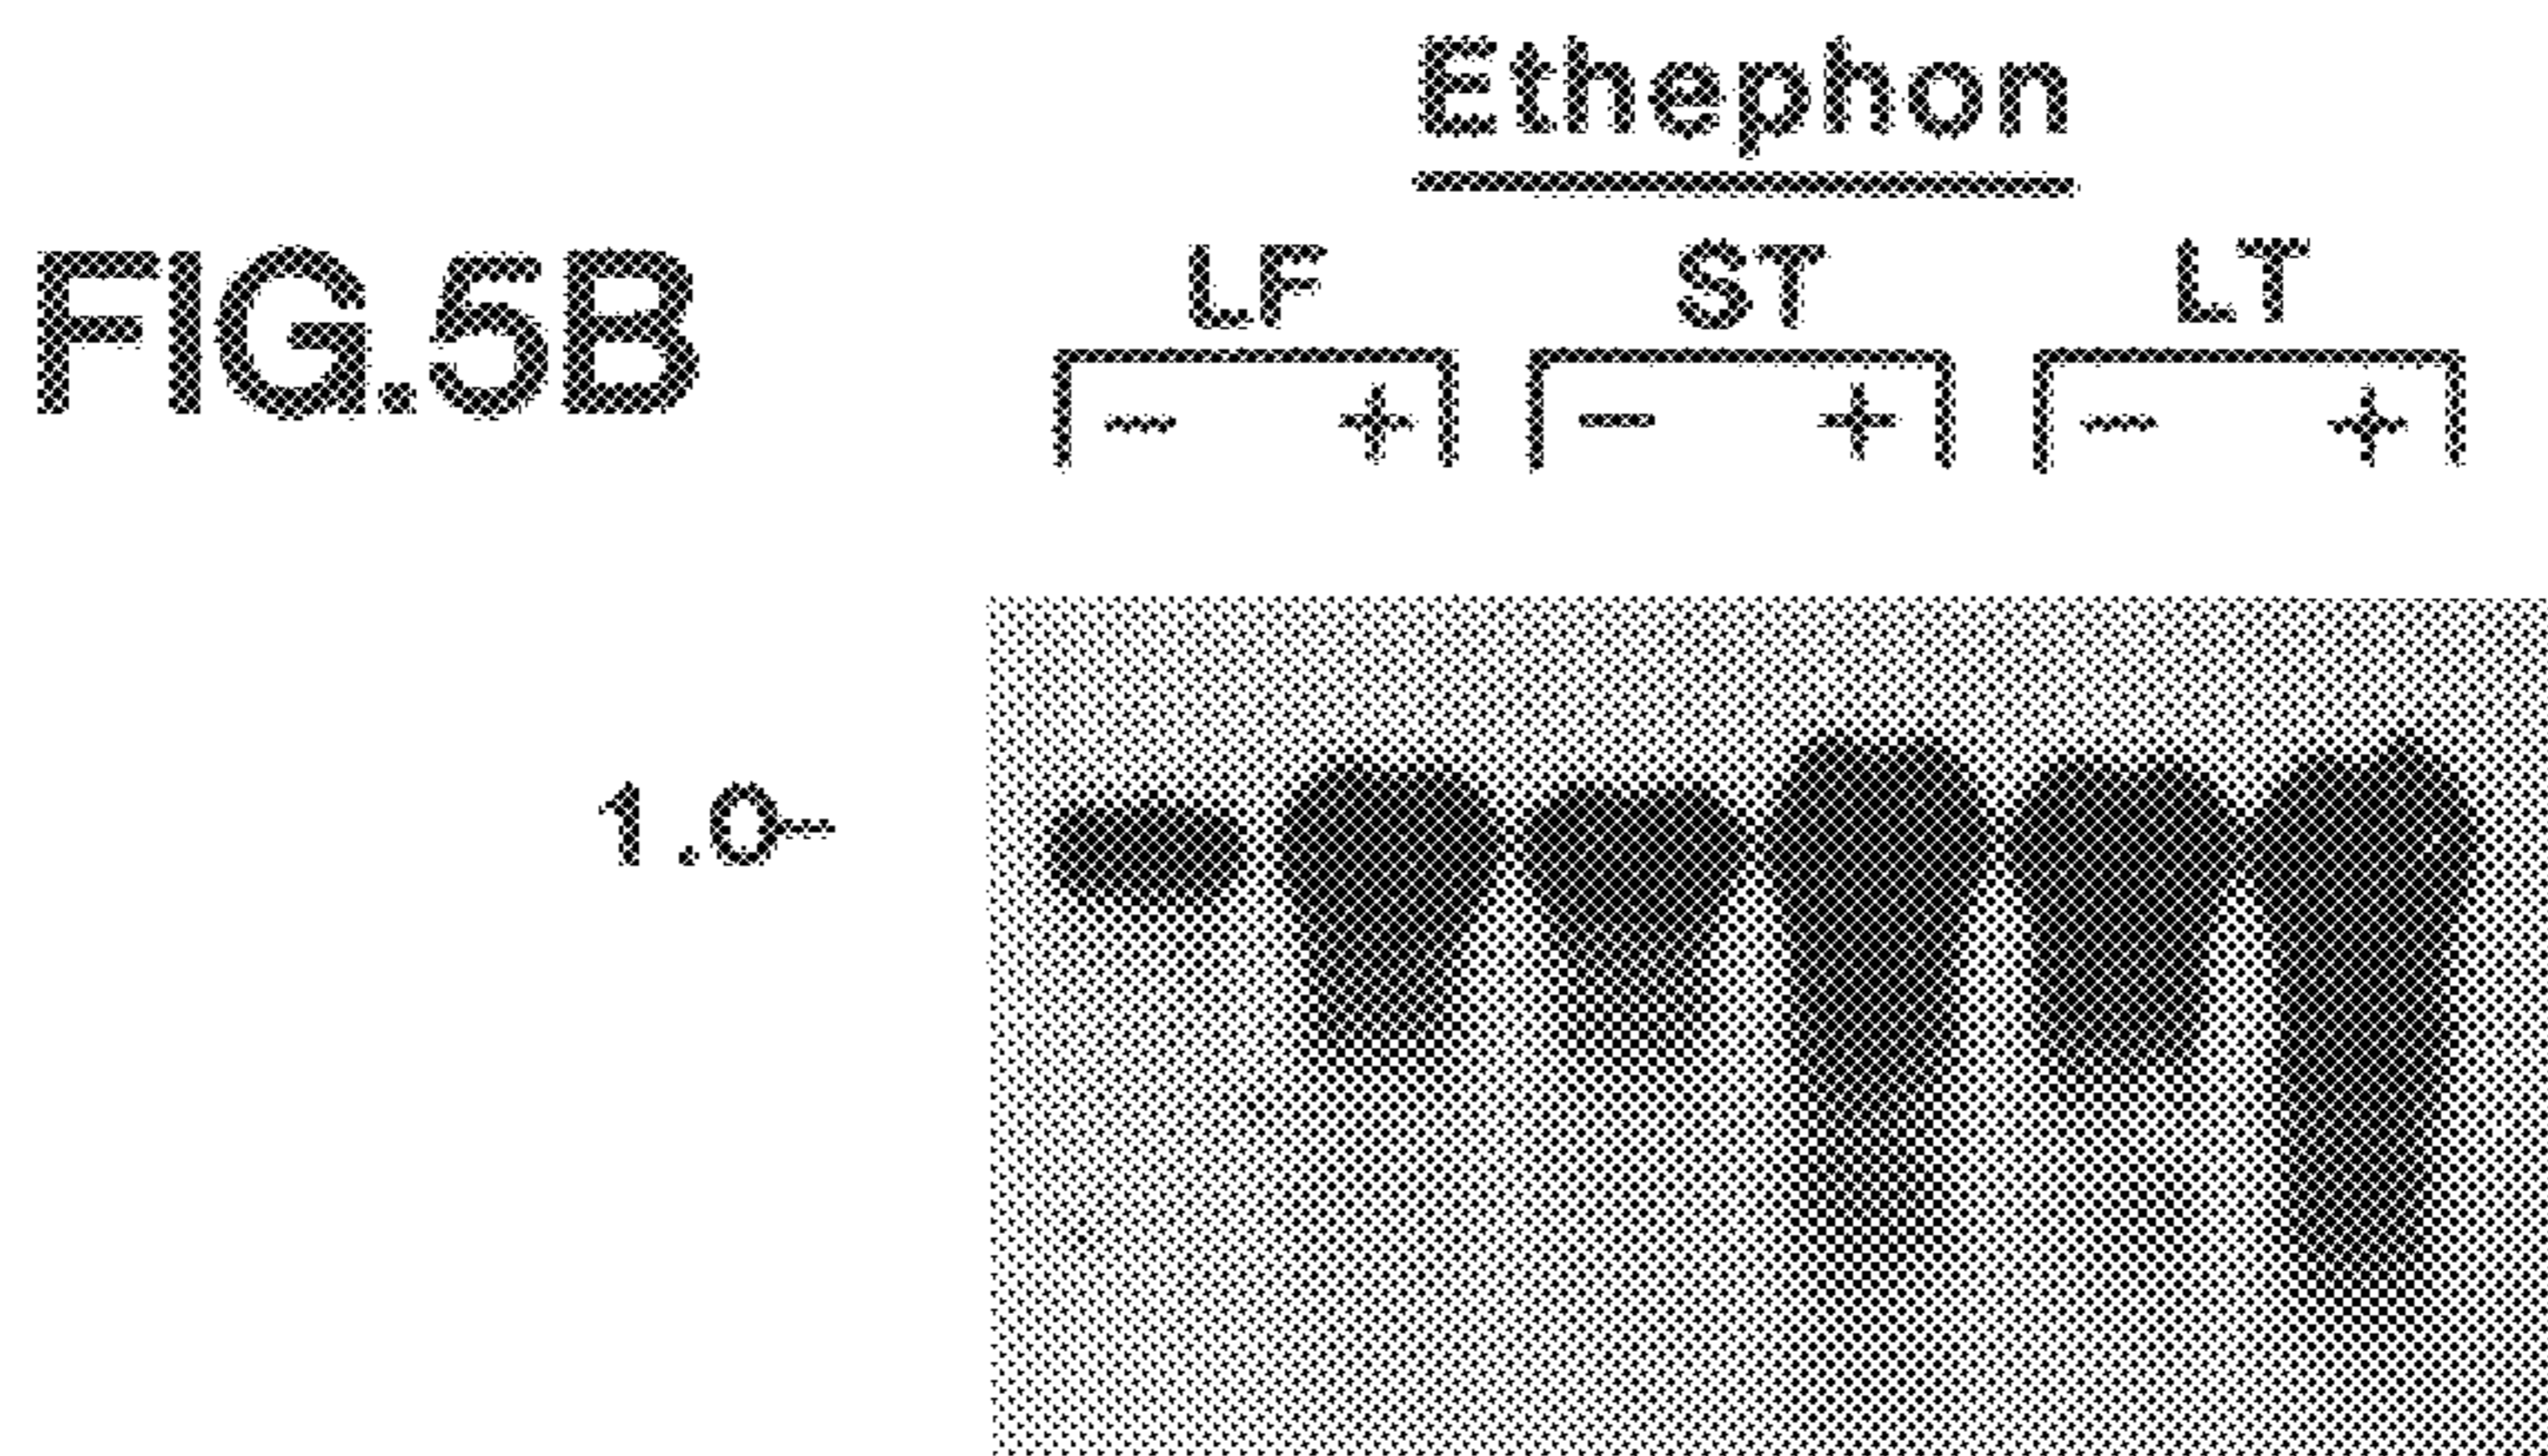 Ethephon
FIG.5B
LF ST LT
- + - + - +
1.0-